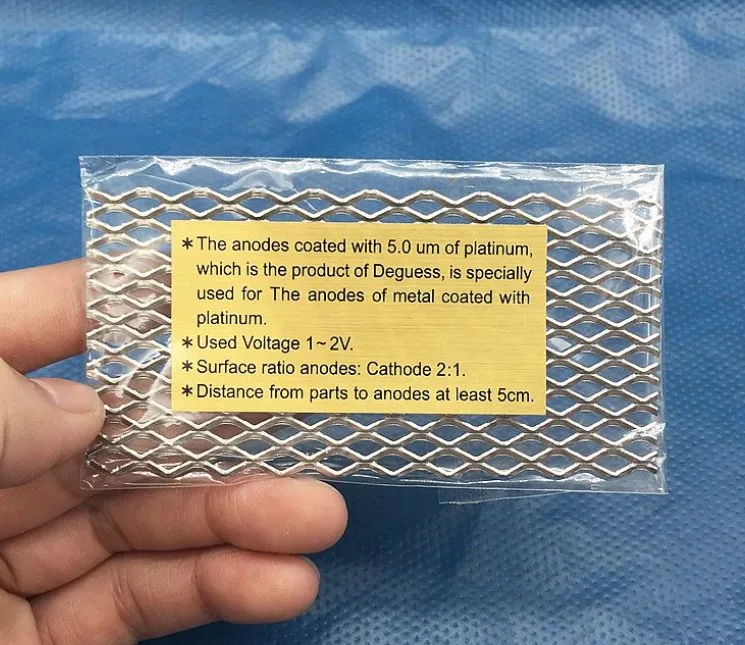 * The anodes coated with 5.0 um of platinum,
which is the product of Deguess, is specially
used for The anodes of metal coated with
platinum.
* Used Voltage 1~2V.
* Surface ratio anodes: Cathode 2:1.
* Distance from parts to anodes at least 5cm.